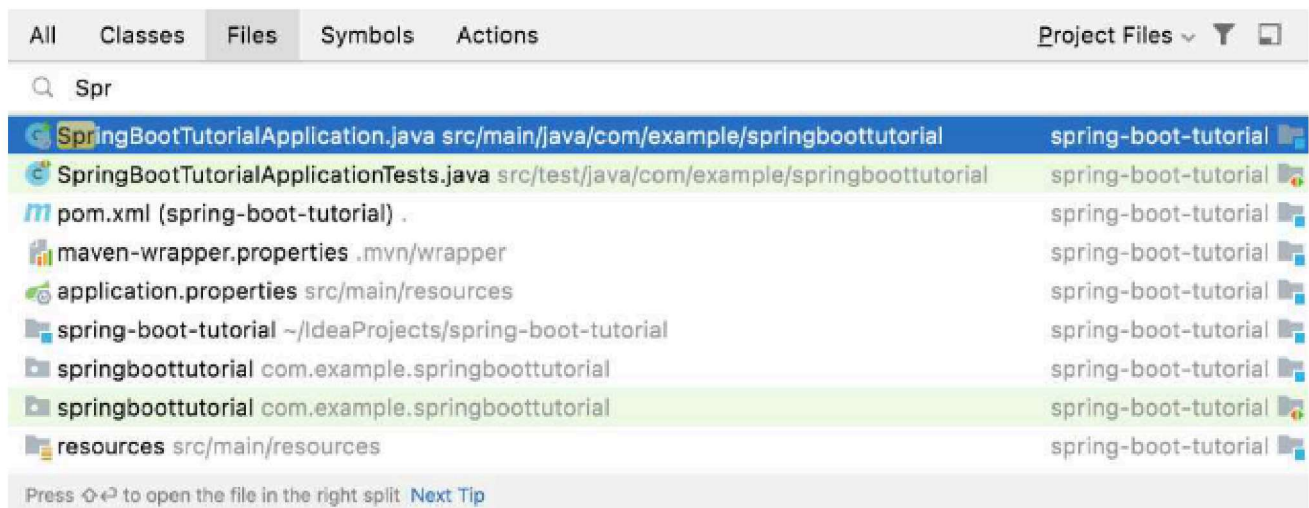 All Classes Files Symbols Actions Project Files
Spr
SpringBootTutorialApplication.java src/main/java/com/example/springboottutorial spring-boot-tutorial
SpringBootTutorialApplicationTests.java src/test/java/com/example/springboottutorial spring-boot-tutorial
pom.xml (spring-boot-tutorial) . spring-boot-tutorial
maven-wrapper.properties .mvn/wrapper spring-boot-tutorial
application.properties src/main/resources spring-boot-tutorial
spring-boot-tutorial ~/IdeaProjects/spring-boot-tutorial spring-boot-tutorial
springboottutorial com.example.springboottutorial spring-boot-tutorial
springboottutorial com.example.springboottutorial spring-boot-tutorial
resources src/main/resources spring-boot-tutorial
Press ⇧⏎ to open the file in the right split Next Tip